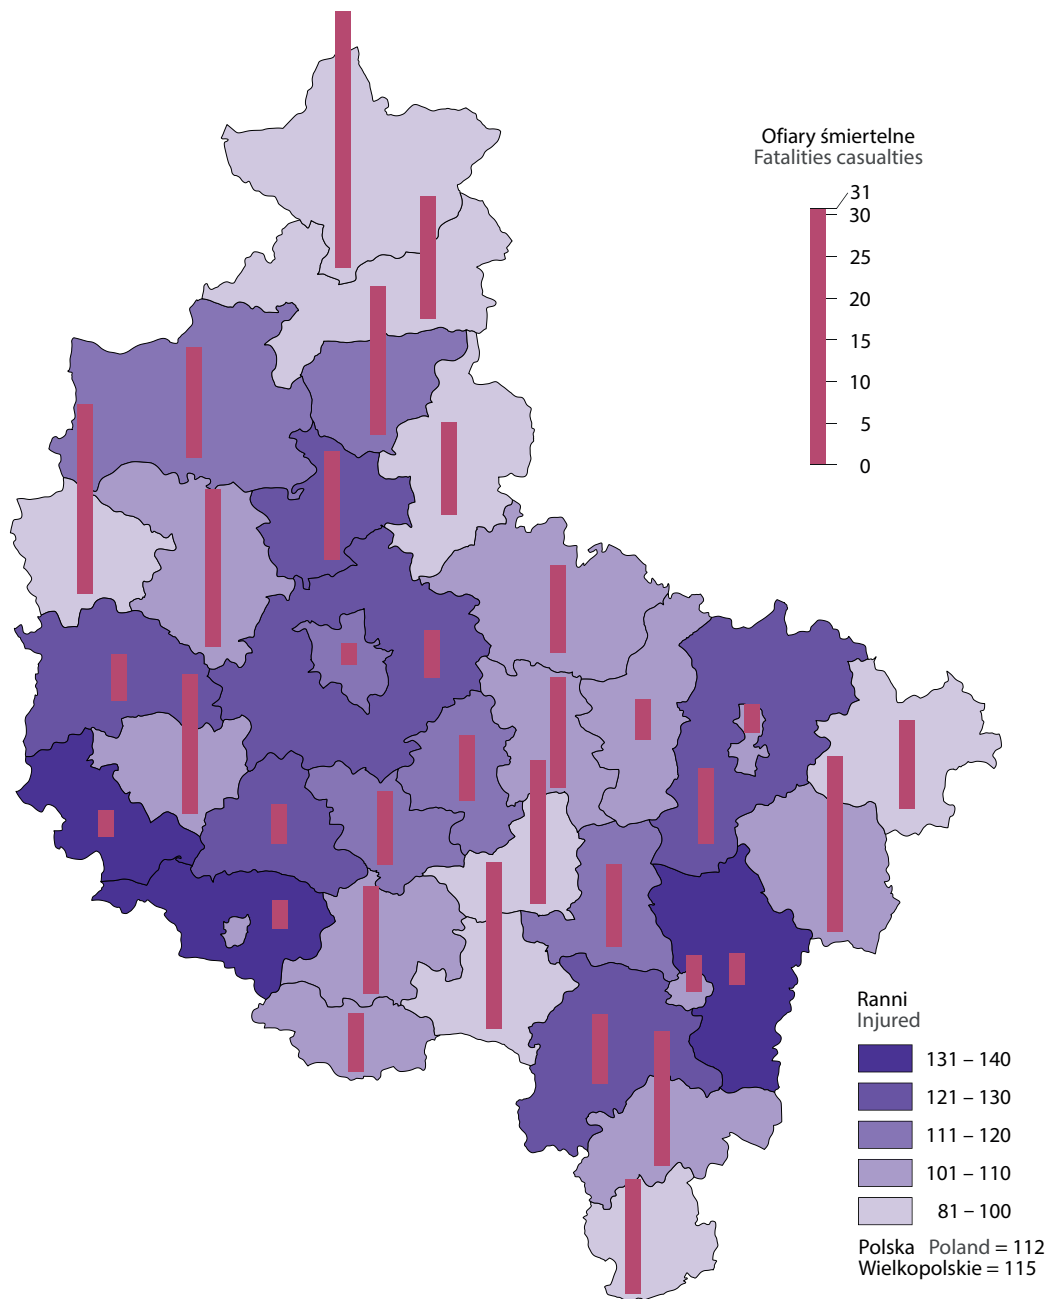 Ofiary śmiertelne
Fatalities casualties
31
30
25
20
15
10
5
0
Ranni
Injured
131 – 140
121 – 130
111 – 120
101 – 110
81 – 100
Polska Poland = 112
Wielkopolskie = 115